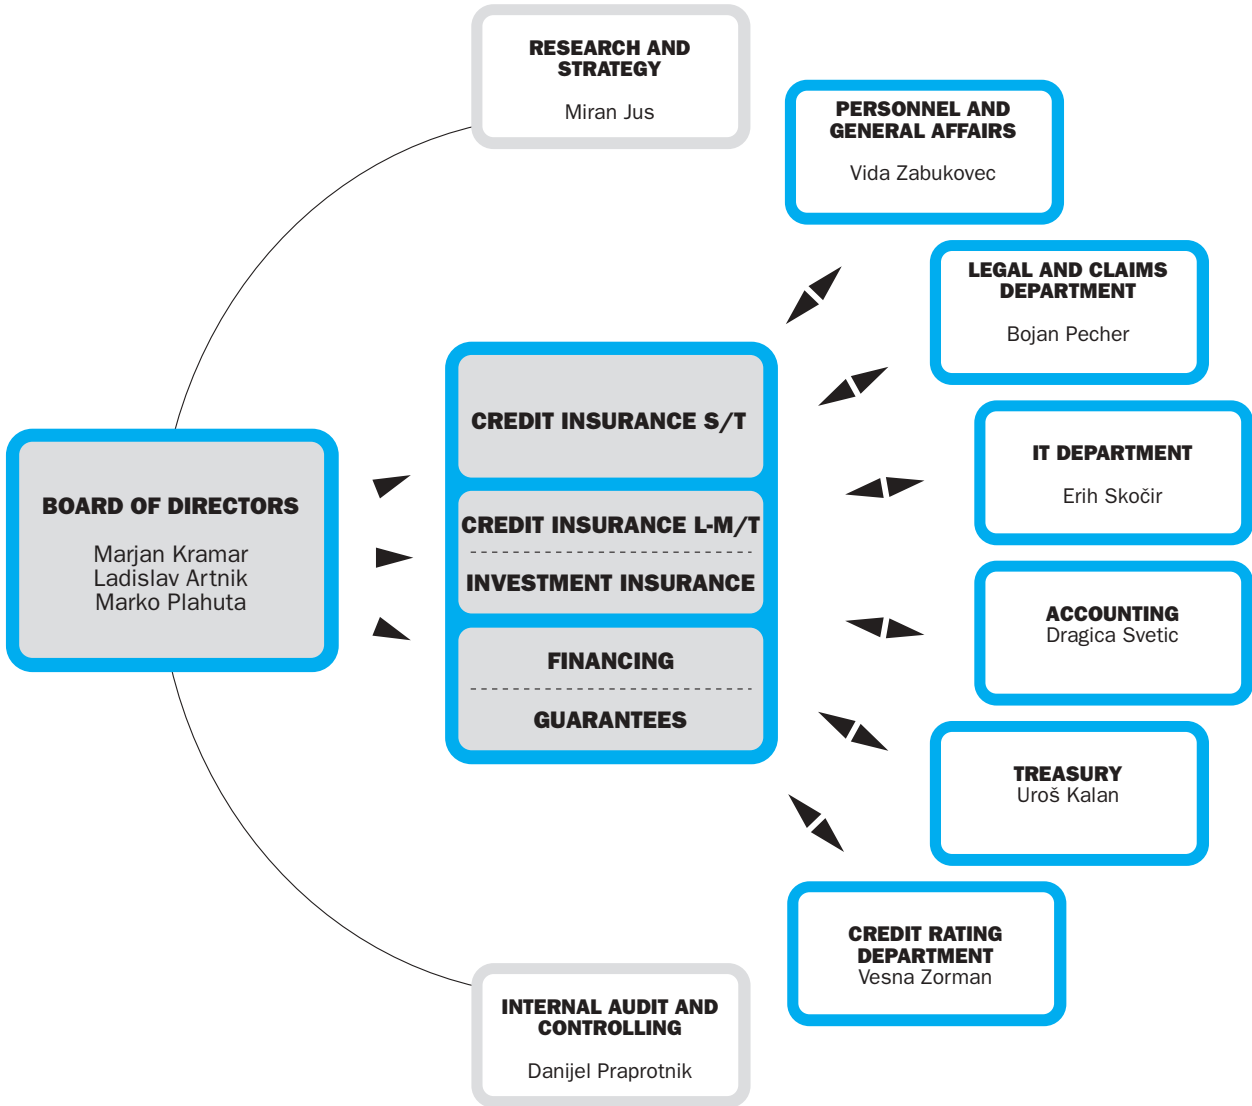 RESEARCH AND
STRATEGY
Miran Jus
PERSONNEL AND
GENERAL AFFAIRS
Vida Zabukovec
LEGAL AND CLAIMS
DEPARTMENT
Bojan Pecher
IT DEPARTMENT
Erih Skočir
ACCOUNTING
Dragica Svetic
TREASURY
Uroš Kalan
CREDIT RATING
DEPARTMENT
Vesna Zorman
CREDIT INSURANCE S/T
CREDIT INSURANCE L-M/T
INVESTMENT INSURANCE
FINANCING
GUARANTEES
BOARD OF DIRECTORS
Marjan Kramar
Ladislav Artnik
Marko Plahuta
INTERNAL AUDIT AND
CONTROLLING
Danijel Praprotnik